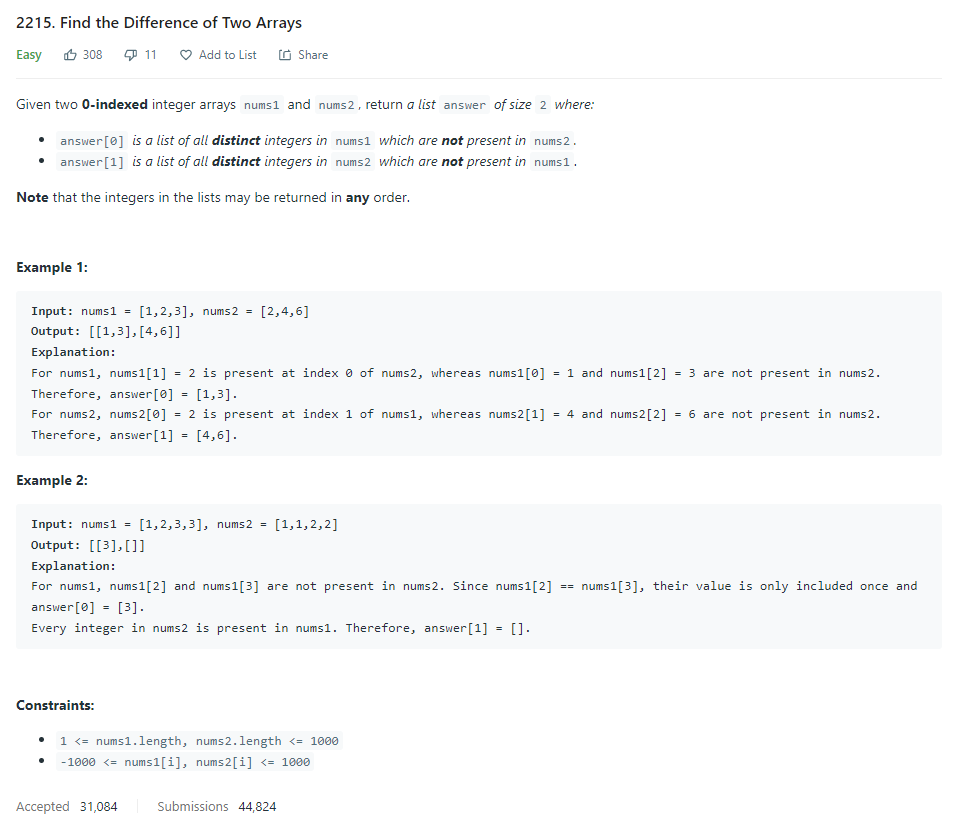 2215. Find the Difference of Two Arrays
Easy 308 11 Add to List Share
Given two 0-indexed integer arrays nums1 and nums2, return a list answer of size 2 where:
• answer[0] is a list of all distinct integers in nums1 which are not present in nums2.
• answer[1] is a list of all distinct integers in nums2 which are not present in nums1.
Note that the integers in the lists may be returned in any order.
Example 1:
Input: nums1 = [1,2,3], nums2 = [2,4,6]
Output: [[1,3],[4,6]]
Explanation:
For nums1, nums1[1] = 2 is present at index 0 of nums2, whereas nums1[0] = 1 and nums1[2] = 3 are not present in nums2.
Therefore, answer[0] = [1,3].
For nums2, nums2[0] = 2 is present at index 1 of nums1, whereas nums2[1] = 4 and nums2[2] = 6 are not present in nums2.
Therefore, answer[1] = [4,6].
Example 2:
Input: nums1 = [1,2,3,3], nums2 = [1,1,2,2]
Output: [[3],[]]
Explanation:
For nums1, nums1[2] and nums1[3] are not present in nums2. Since nums1[2] == nums1[3], their value is only included once and
answer[0] = [3].
Every integer in nums2 is present in nums1. Therefore, answer[1] = [].
Constraints:
• 1 <= nums1.length, nums2.length <= 1000
• -1000 <= nums1[i], nums2[i] <= 1000
Accepted 31,084 Submissions 44,824